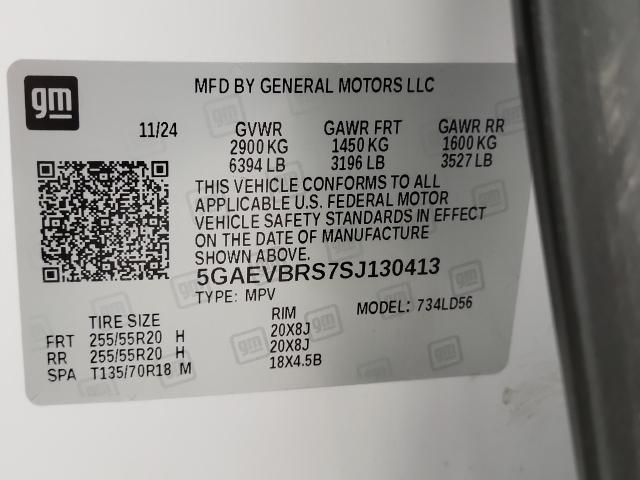 gm
MFD BY GENERAL MOTORS LLC
11/24 GVWR GAWR FRT GAWR RR
2900 KG 1450 KG 1600 KG
6394 LB 3196 LB 3527 LB
THIS VEHICLE CONFORMS TO ALL
APPLICABLE U.S. FEDERAL MOTOR
VEHICLE SAFETY STANDARDS IN EFFECT
ON THE DATE OF MANUFACTURE
SHOWN ABOVE.
5GAEVBRS7SJ130413
TYPE: MPV MODEL: 734LD56
TIRE SIZE RIM
FRT 255/55R20 H 20X8J
RR 255/55R20 H 20X8J
SPA T135/70R18 M 18X4.5B